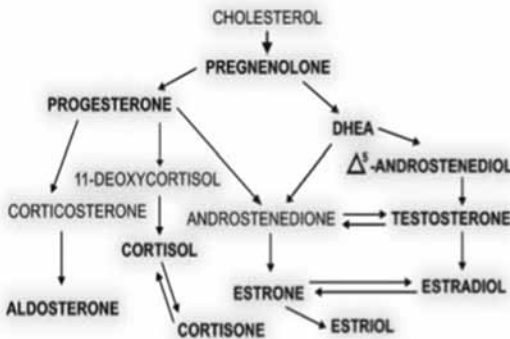 CHOLESTEROL
PREGNENOLONE
PROGESTERONE
DHEA
Δ⁵-ANDROSTENEDIOL
11-DEOXYCORTISOL
CORTICOSTERONE
ANDROSTENEDIONE
TESTOSTERONE
CORTISOL
ESTRONE
ESTRADIOL
ALDOSTERONE
CORTISONE
ESTRIOL